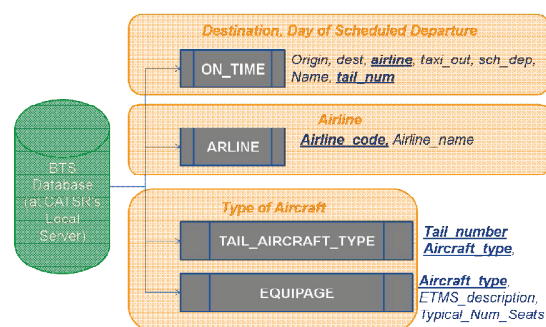 Destination, Day of Scheduled Departure
ON_TIME
Origin, dest, airline, taxi_out, sch_dep,
Name, tail_num
Airline
ARLINE
Airline_code, Airline_name
BTS
Database
(at CATSR's
Local
Server)
Type of Aircraft
TAIL_AIRCRAFT_TYPE
Tail_number
Aircraft_type,
EQUIPAGE
Aircraft_type,
ETMS_description,
Typical_Num_Seats